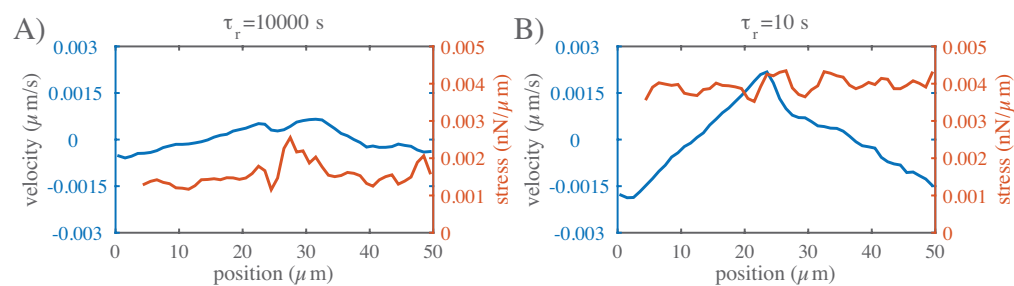 A)
τr=10000 s
velocity (μm/s)
0.003
0.0015
0
-0.0015
-0.003
0 10 20 30 40 50
position (μm)
0.005
0.004
0.003
0.002
0.001
0
stress (nN/μm)
B)
τr=10 s
velocity (μm/s)
0.003
0.0015
0
-0.0015
-0.003
0 10 20 30 40 50
position (μm)
0.005
0.004
0.003
0.002
0.001
0
stress (nN/μm)